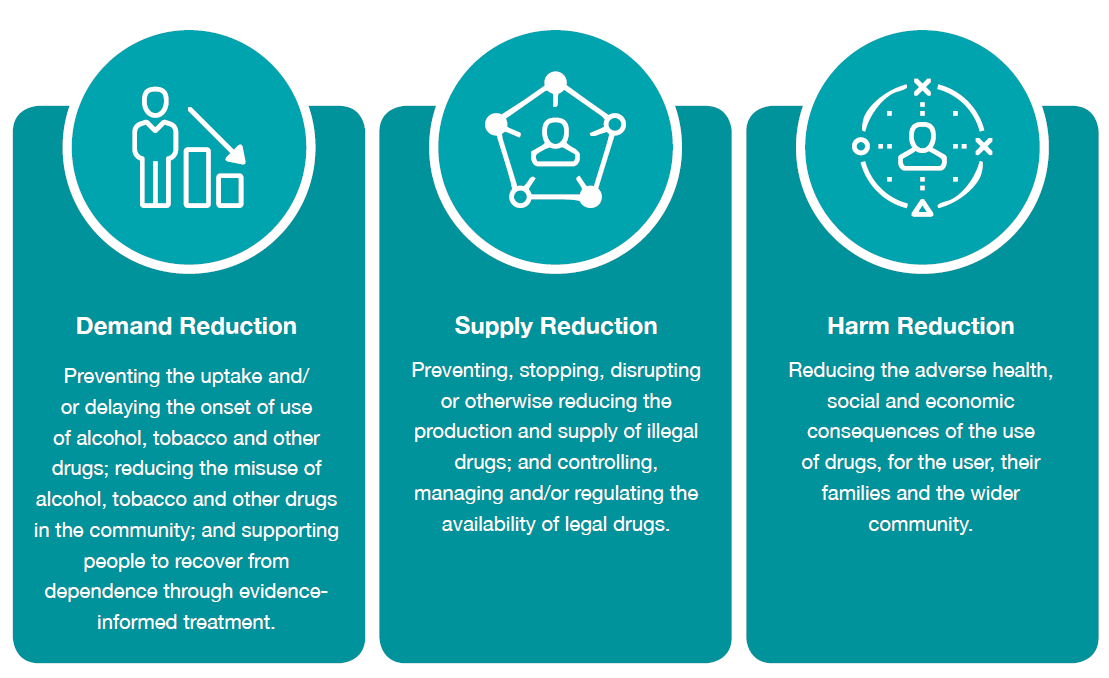 Demand Reduction
Preventing the uptake and/
or delaying the onset of use
of alcohol, tobacco and other
drugs; reducing the misuse of
alcohol, tobacco and other drugs
in the community; and supporting
people to recover from
dependence through evidence-
informed treatment.
Supply Reduction
Preventing, stopping, disrupting
or otherwise reducing the
production and supply of illegal
drugs; and controlling,
managing and/or regulating the
availability of legal drugs.
Harm Reduction
Reducing the adverse health,
social and economic
consequences of the use
of drugs, for the user, their
families and the wider
community.